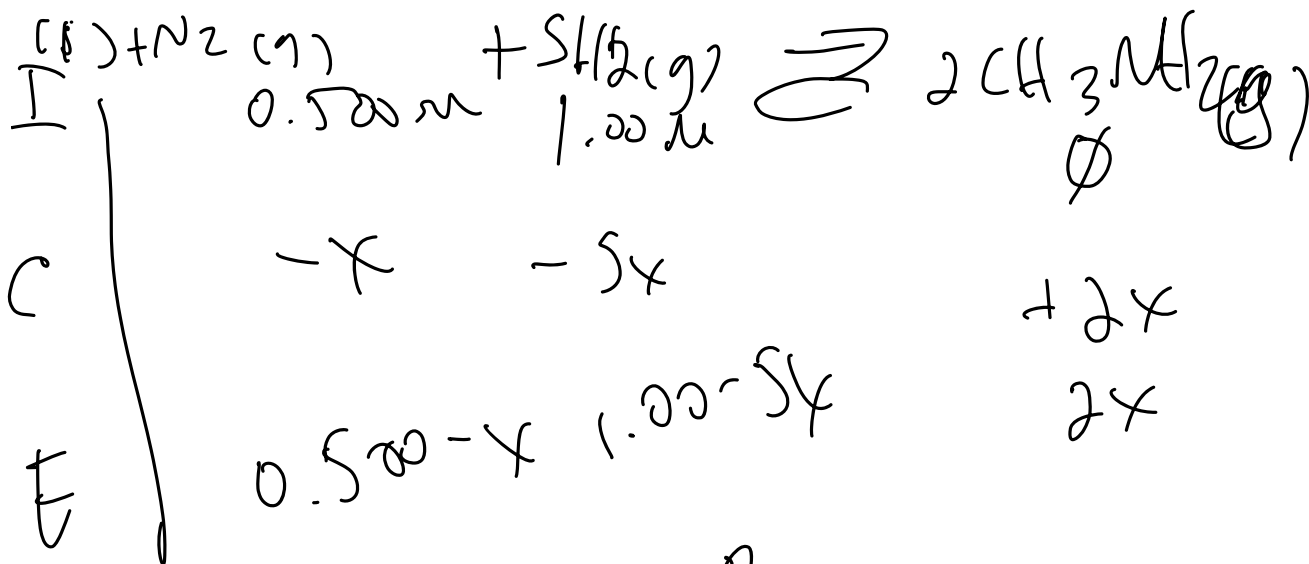 (s) + N2 (g) + 5H2(g) ⇌ 2CH3NH2(g)
I 0.500 M 1.00 M Ø
C -x -5x +2x
E 0.500-x 1.00-5x 2x